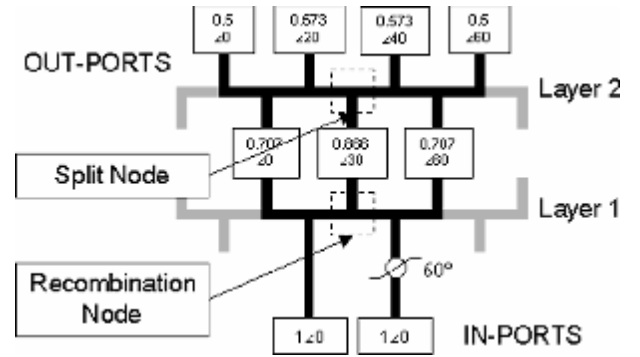 0.5 0.573 0.573 0.5
∠0 ∠20 ∠40 ∠60
OUT-PORTS
Layer 2
0.707 0.866 0.707
∠0 ∠30 ∠60
Split Node
Layer 1
Recombination
Node
60º
1∠0 1∠0 IN-PORTS